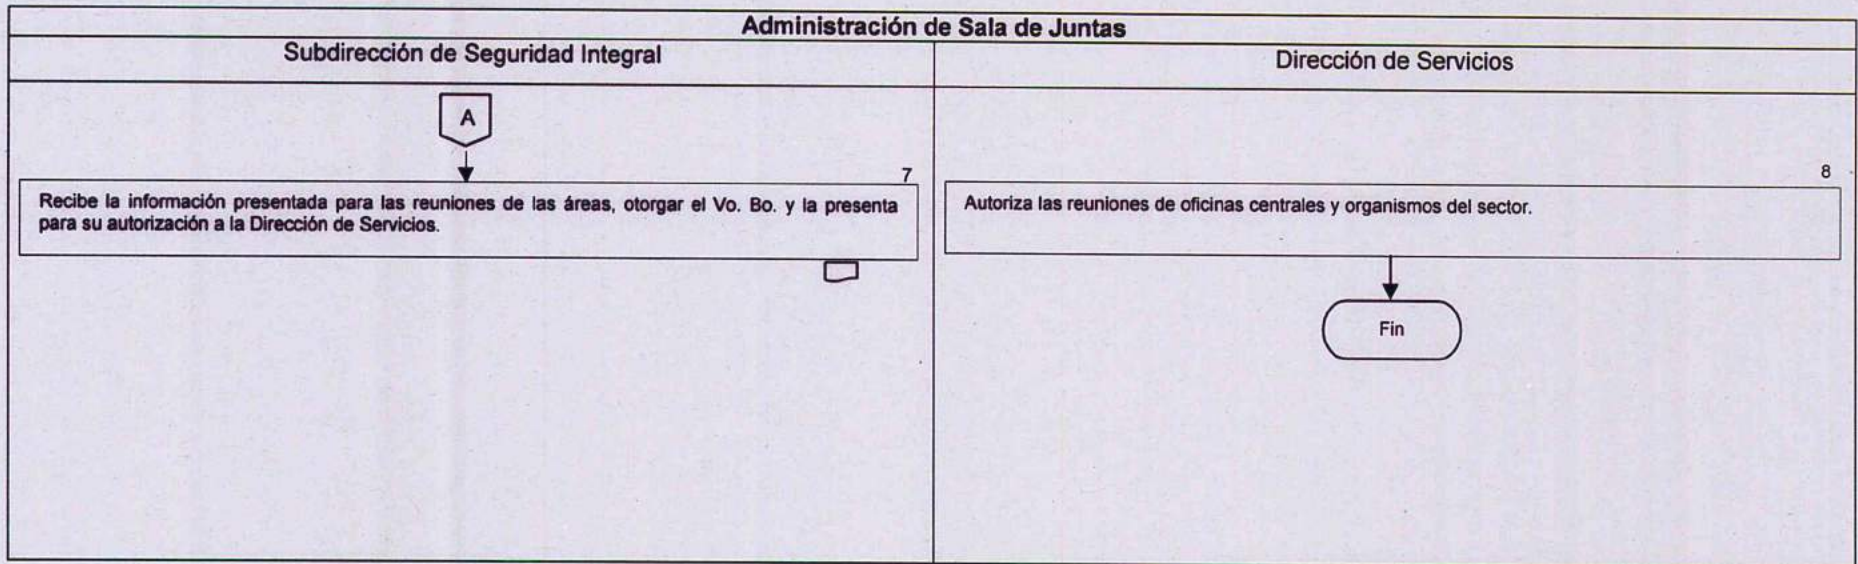 Administración de Sala de Juntas
Subdirección de Seguridad Integral
Dirección de Servicios
A
7
Recibe la información presentada para las reuniones de las áreas, otorgar el Vo. Bo. y la presenta
para su autorización a la Dirección de Servicios.
8
Autoriza las reuniones de oficinas centrales y organismos del sector.
Fin